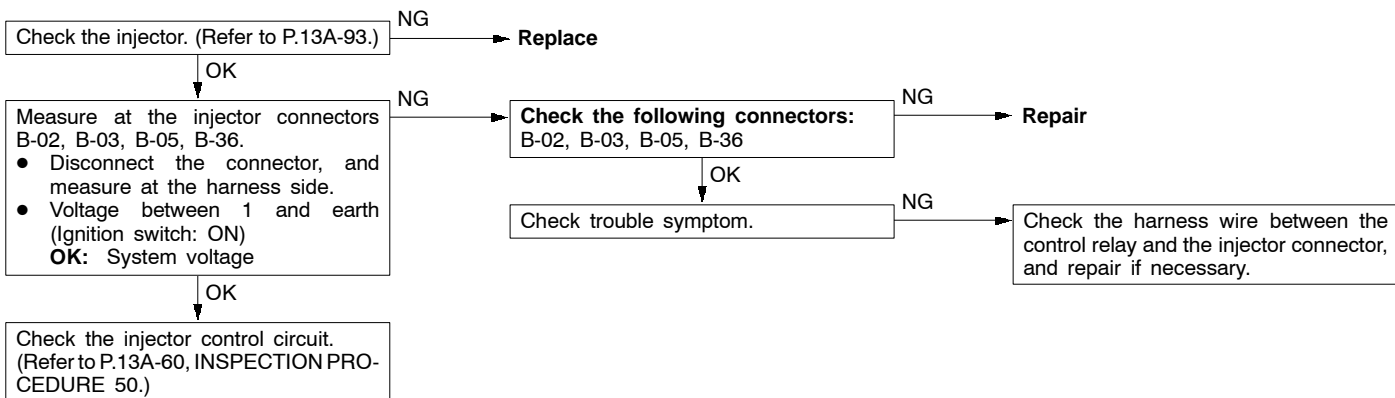 Check the injector. (Refer to P.13A-93.)
NG
Replace
OK
Measure at the injector connectors
B-02, B-03, B-05, B-36.
● Disconnect the connector, and
measure at the harness side.
● Voltage between 1 and earth
(Ignition switch: ON)
OK: System voltage
NG
Check the following connectors:
B-02, B-03, B-05, B-36
NG
Repair
OK
Check trouble symptom.
NG
Check the harness wire between the
control relay and the injector connector,
and repair if necessary.
OK
Check the injector control circuit.
(Refer to P.13A-60, INSPECTION PRO-
CEDURE 50.)